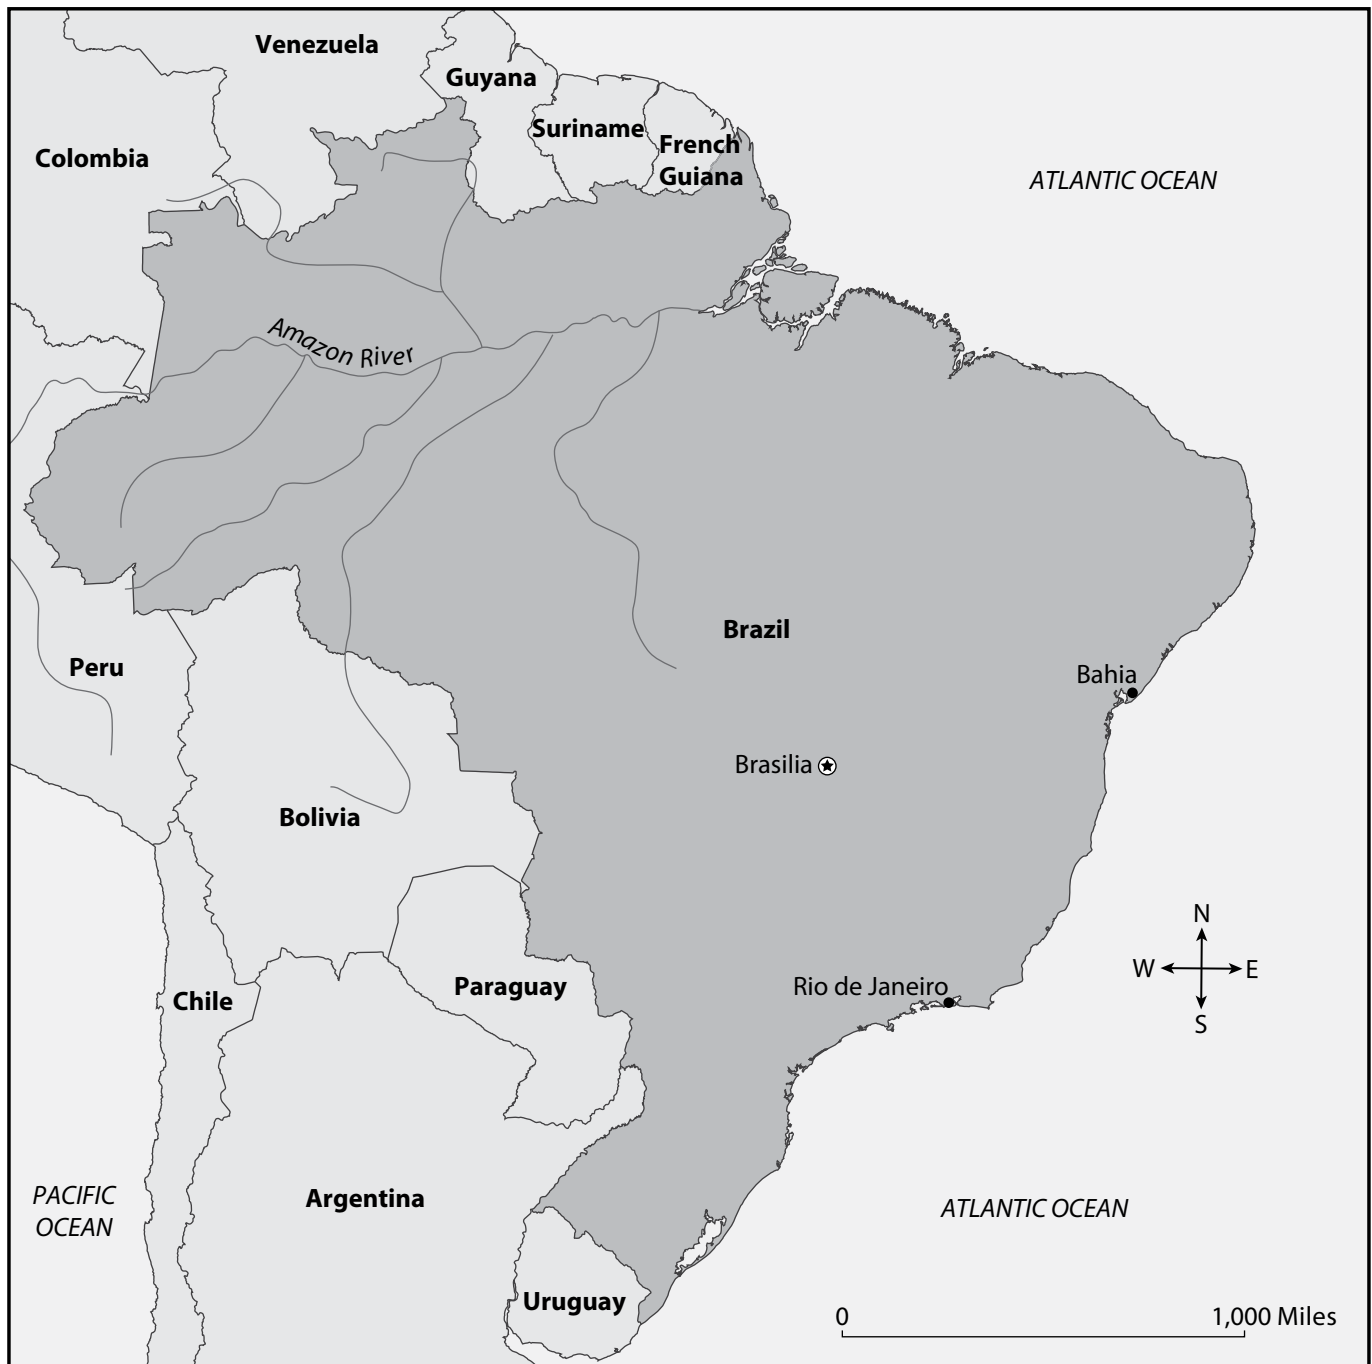 Venezuela
Guyana
Suriname
French
Guiana
Colombia
ATLANTIC OCEAN
Amazon River
Brazil
Peru
Bahia
Brasilia
Bolivia
N
W E
S
Rio de Janeiro
Paraguay
Chile
PACIFIC
OCEAN
Argentina
ATLANTIC OCEAN
Uruguay
0 1,000 Miles